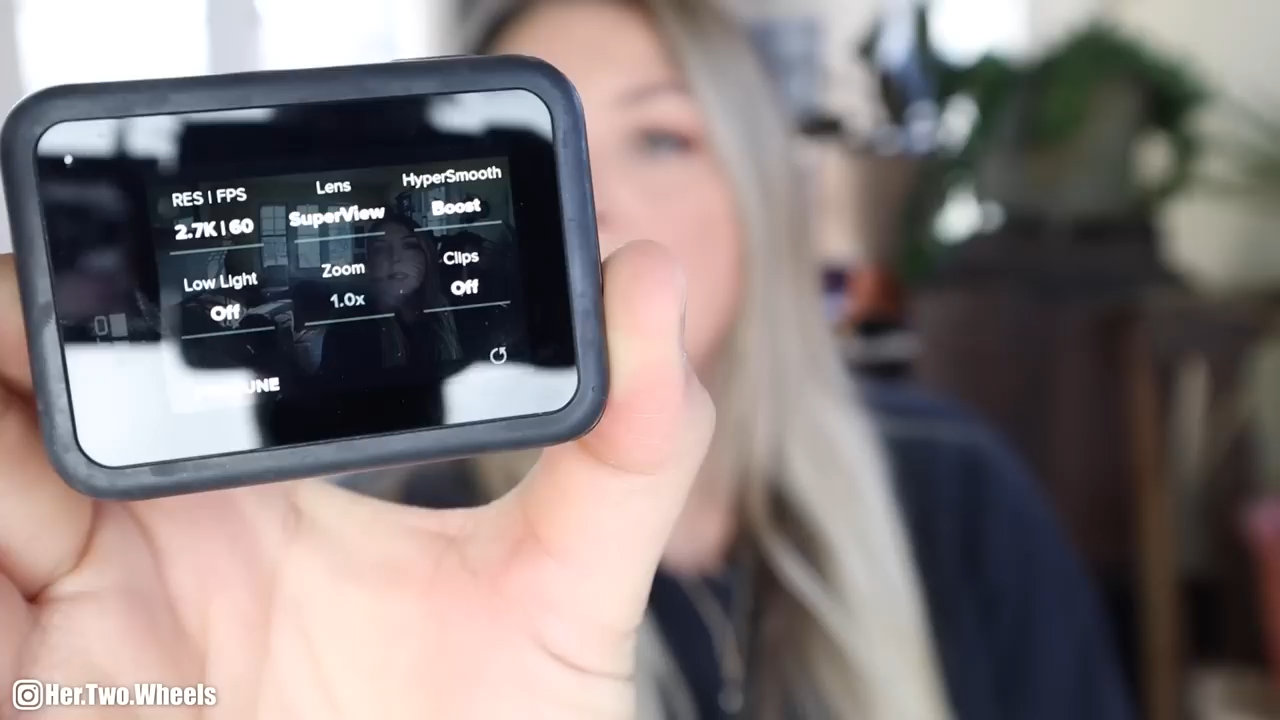 RES | FPS
2.7K | 60
Lens
SuperView
HyperSmooth
Boost
Low Light
Off
Zoom
1.0x
Clips
Off
Her.Two.Wheels